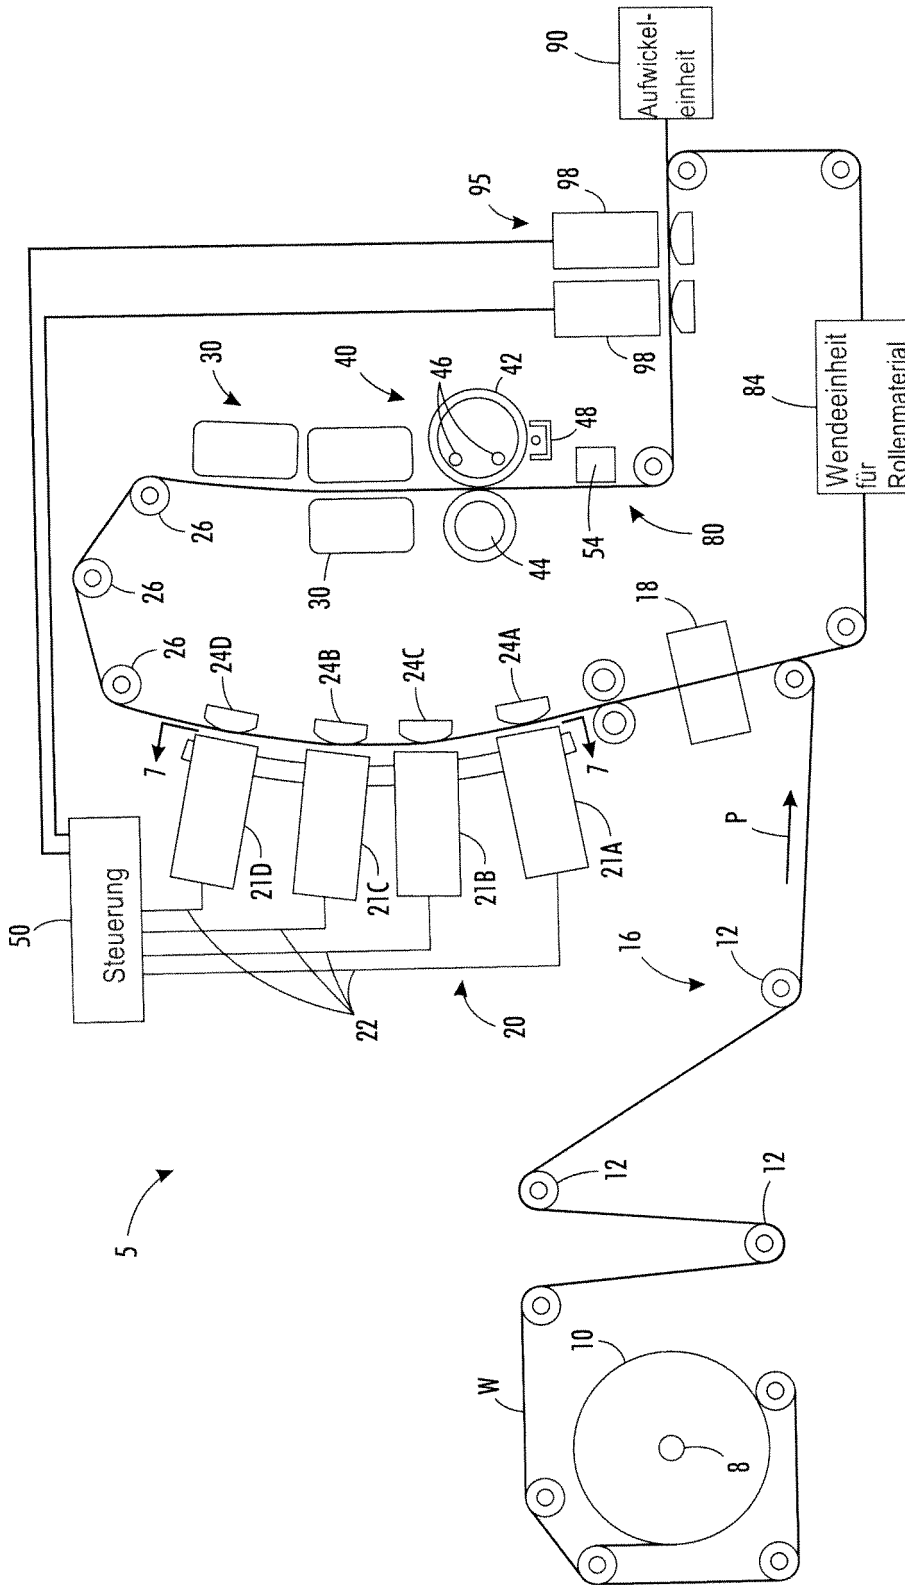 90
Aufwickel-
einheit
95
98
98
30
40
46
42
48
84
Wendeeinheit
für
Rollenmaterial
26
26
26
30
44
54
80
18
24D
24B
24C
24A
7
7
50
Steuerung
21D
21C
21B
21A
22
20
P
16
12
12
12
5
10
W
8